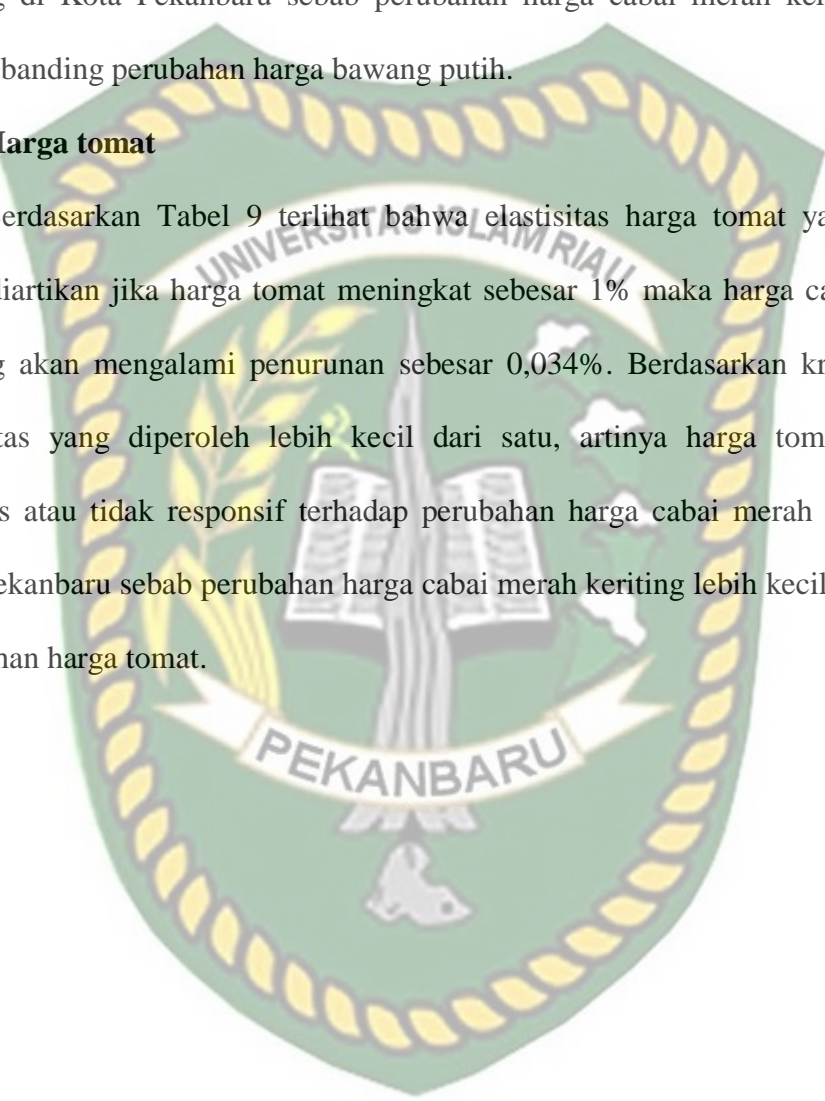 di Kota Pekanbaru sebab perubahan harga cabai merah
banding perubahan harga bawang putih.
Harga tomat
erdasarkan Tabel 9 terlihat bahwa elastisitas harga tomat ya
diartikan jika harga tomat meningkat sebesar 1% maka harga ca
g akan mengalami penurunan sebesar 0,034%. Berdasarkan kr
tas yang diperoleh lebih kecil dari satu, artinya harga tom
s atau tidak responsif terhadap perubahan harga cabai merah
ekanbaru sebab perubahan harga cabai merah keriting lebih kecil
nan harga tomat.
UNIVERSITAS ISLAM RIAU
PEKANBARU